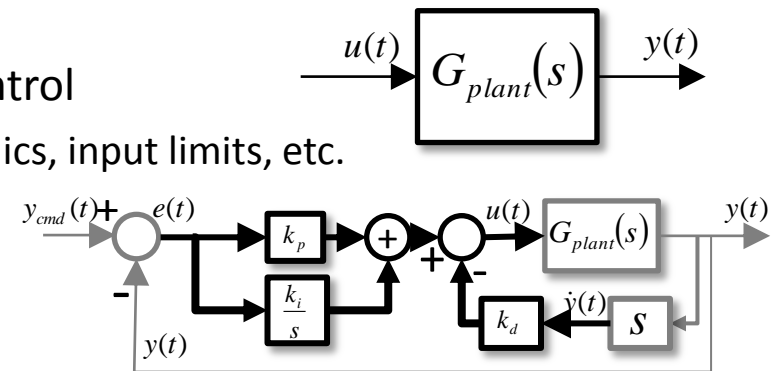 u(t) G_plant(s) y(t)
ntrol
ics, input limits, etc.
y_cmd(t) + e(t) k_p + + u(t) G_plant(s) y(t)
- k_i/s - k_d ẏ(t) s
y(t)